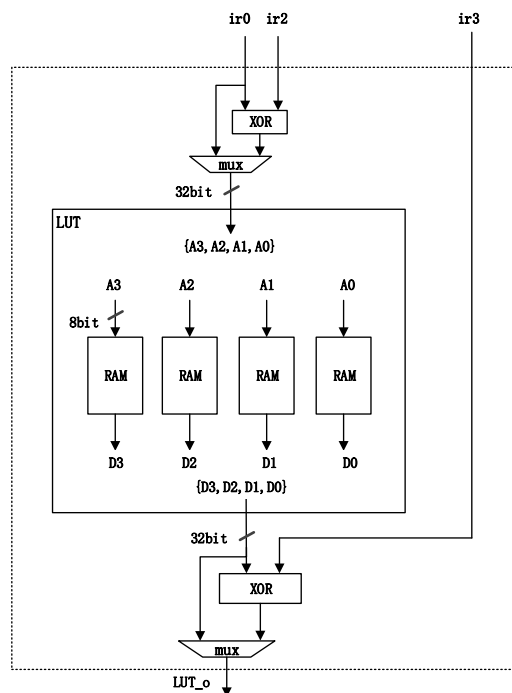 ir0 ir2 ir3
XOR
mux
32bit
LUT
{A3, A2, A1, A0}
A3 A2 A1 A0
8bit
RAM RAM RAM RAM
D3 D2 D1 D0
{D3, D2, D1, D0}
32bit
XOR
mux
LUT_o